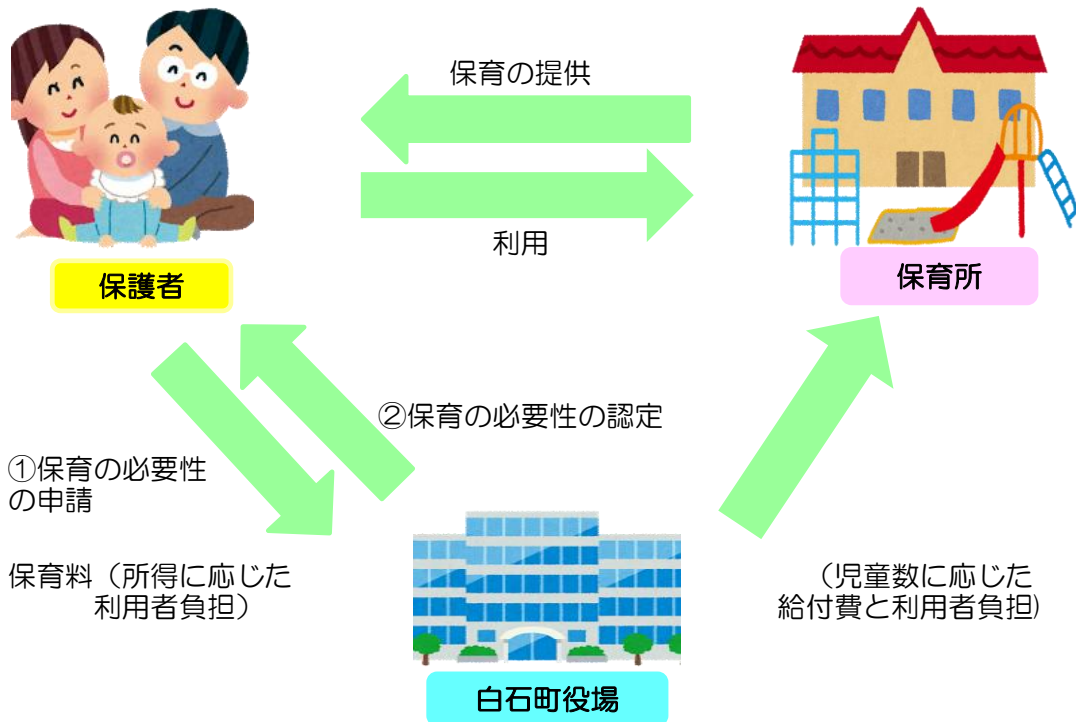 保育の提供
利用
保護者
保育所
②保育の必要性の認定
①保育の必要性
の申請
保育料（所得に応じた
利用者負担）
（児童数に応じた
給付費と利用者負担)
白石町役場